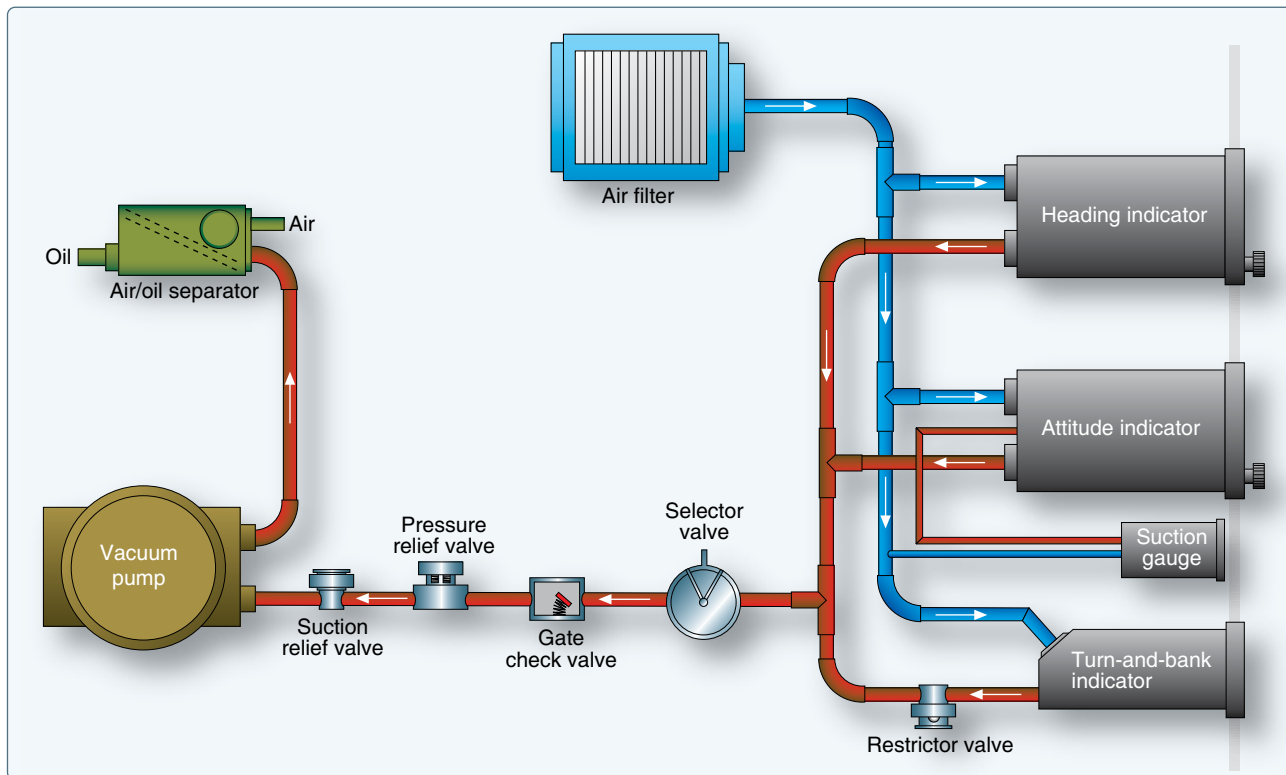 Air filter
Heading indicator
Air
Oil
Air/oil separator
Attitude indicator
Vacuum
pump
Suction
relief valve
Pressure
relief valve
Gate
check valve
Selector
valve
Suction
gauge
Turn-and-bank
indicator
Restrictor valve